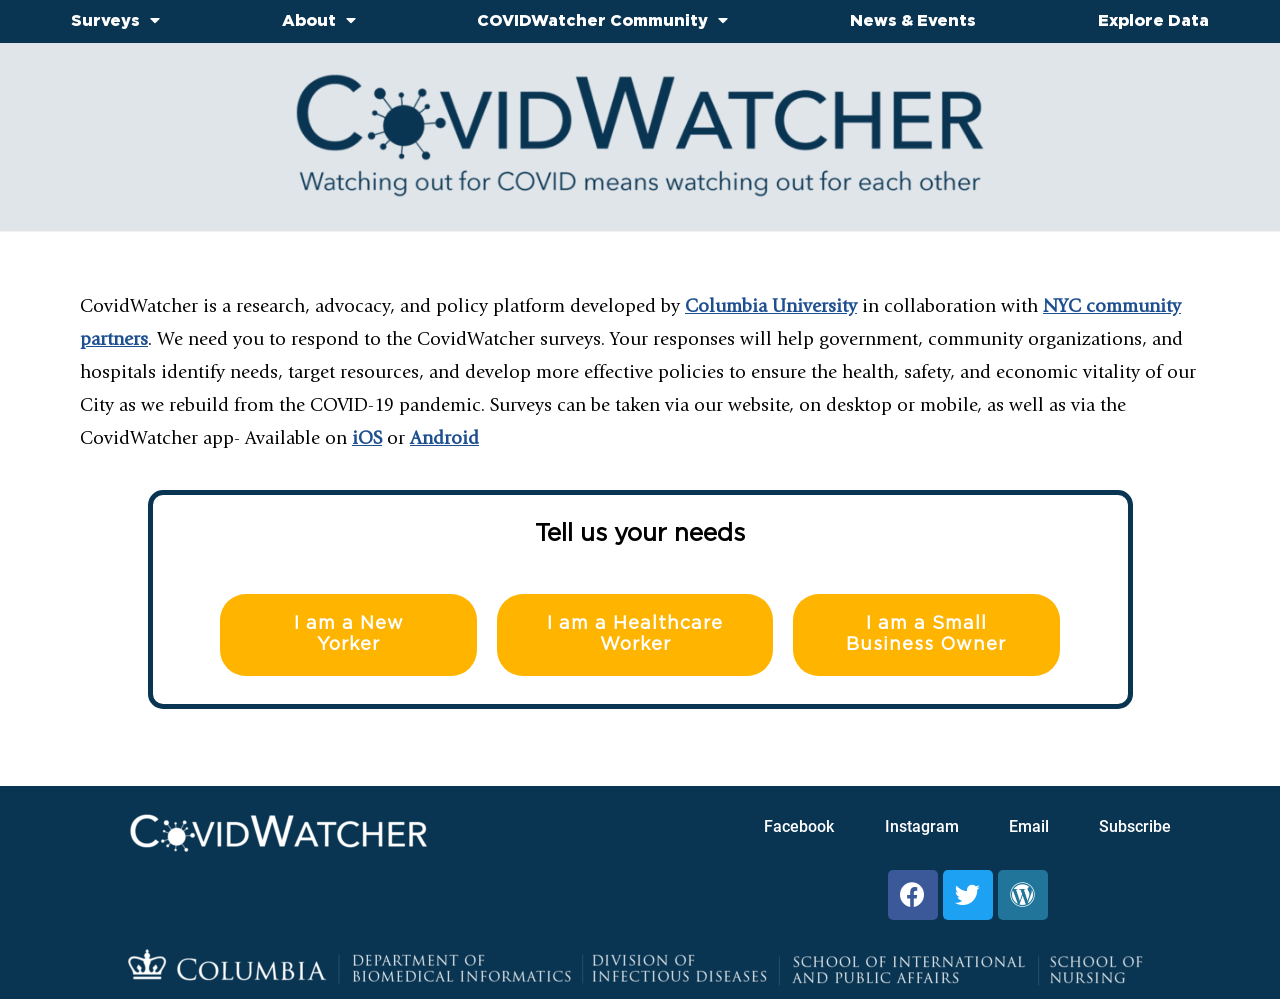 Surveys About COVIDWatcher Community News & Events Explore Data
COVIDWATCHER
Watching out for COVID means watching out for each other
CovidWatcher is a research, advocacy, and policy platform developed by Columbia University in collaboration with NYC community
partners. We need you to respond to the CovidWatcher surveys. Your responses will help government, community organizations, and
hospitals identify needs, target resources, and develop more effective policies to ensure the health, safety, and economic vitality of our
City as we rebuild from the COVID-19 pandemic. Surveys can be taken via our website, on desktop or mobile, as well as via the
CovidWatcher app- Available on iOS or Android
Tell us your needs
I am a New
Yorker
I am a Healthcare
Worker
I am a Small
Business Owner
COVIDWATCHER
Facebook Instagram Email Subscribe
COLUMBIA
DEPARTMENT OF
BIOMEDICAL INFORMATICS
DIVISION OF
INFECTIOUS DISEASES
SCHOOL OF INTERNATIONAL
AND PUBLIC AFFAIRS
SCHOOL OF
NURSING